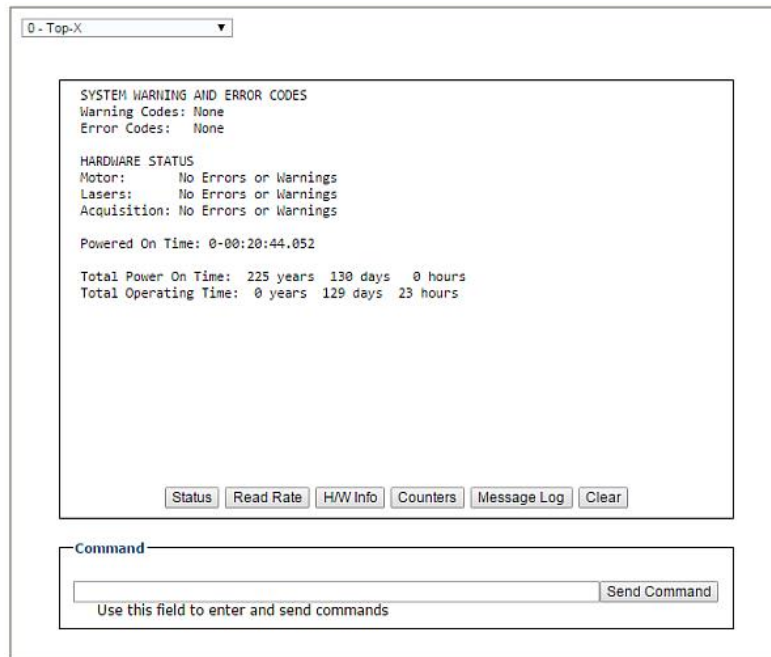 0 - Top-X
SYSTEM WARNING AND ERROR CODES
Warning Codes: None
Error Codes:   None
HARDWARE STATUS
Motor:       No Errors or Warnings
Lasers:      No Errors or Warnings
Acquisition: No Errors or Warnings
Powered On Time: 0-00:20:44.052
Total Power On Time:  225 years  130 days   0 hours
Total Operating Time:  0 years  129 days  23 hours
Status Read Rate H/W Info Counters Message Log Clear
Command
Send Command
Use this field to enter and send commands